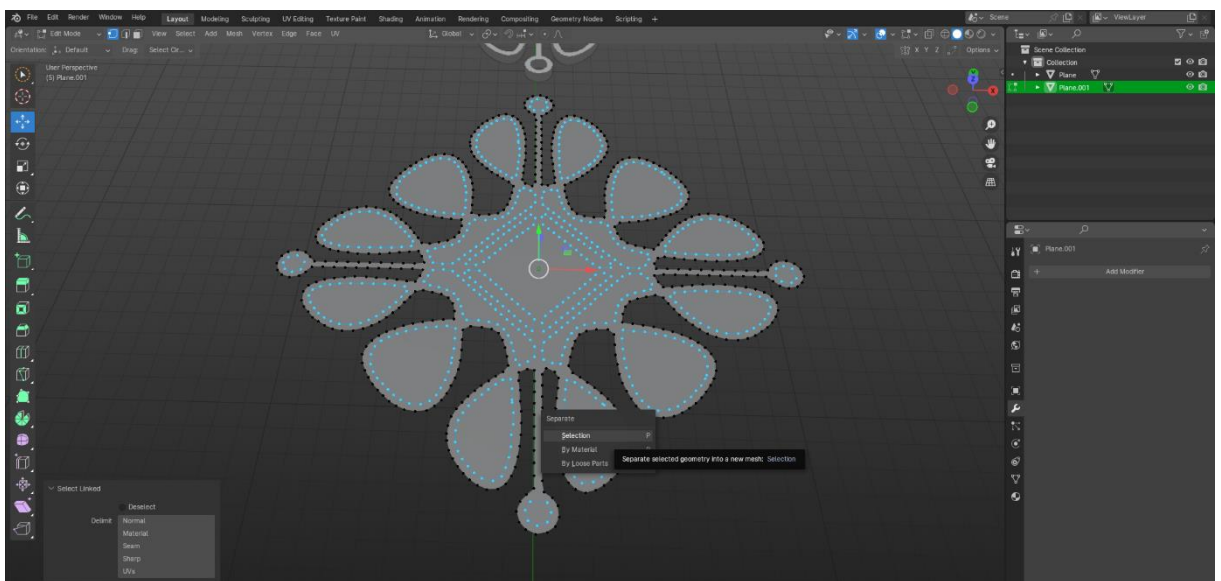 File Edit Render Window Help Layout Modeling Sculpting UV Editing Texture Paint Shading Animation Rendering Compositing Geometry Nodes Scripting + Scene ViewLayer
Edit Mode View Select Add Mesh Vertex Edge Face UV Global
Orientation: Default Drag: Select Or... X Y Z Options
User Perspective
(5) Plane.001
Scene Collection
Collection
Plane
Plane.001
Plane.001
+ Add Modifier
Separate
Selection P
By Material
By Loose Parts
Separate selected geometry into a new mesh: Selection
Select Linked
Deselect
Delimit Normal
Material
Seam
Sharp
UVs